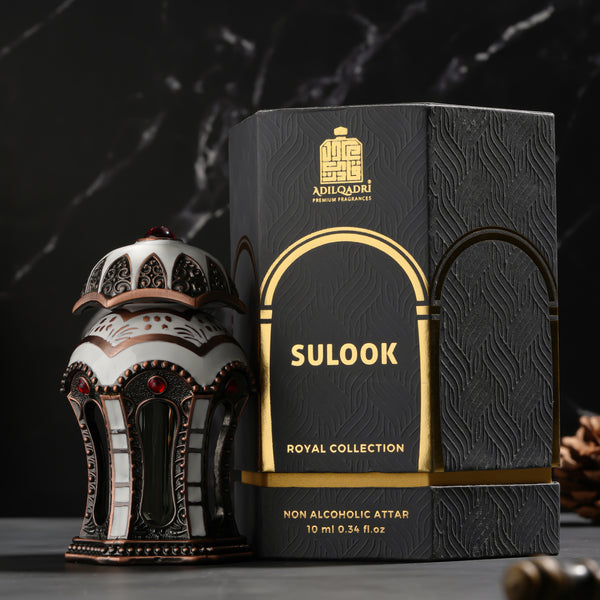 ADILQADRI®
PREMIUM FRAGRANCES
SULOOK
ROYAL COLLECTION
NON ALCOHOLIC ATTAR
10 ml 0.34 fl.oz